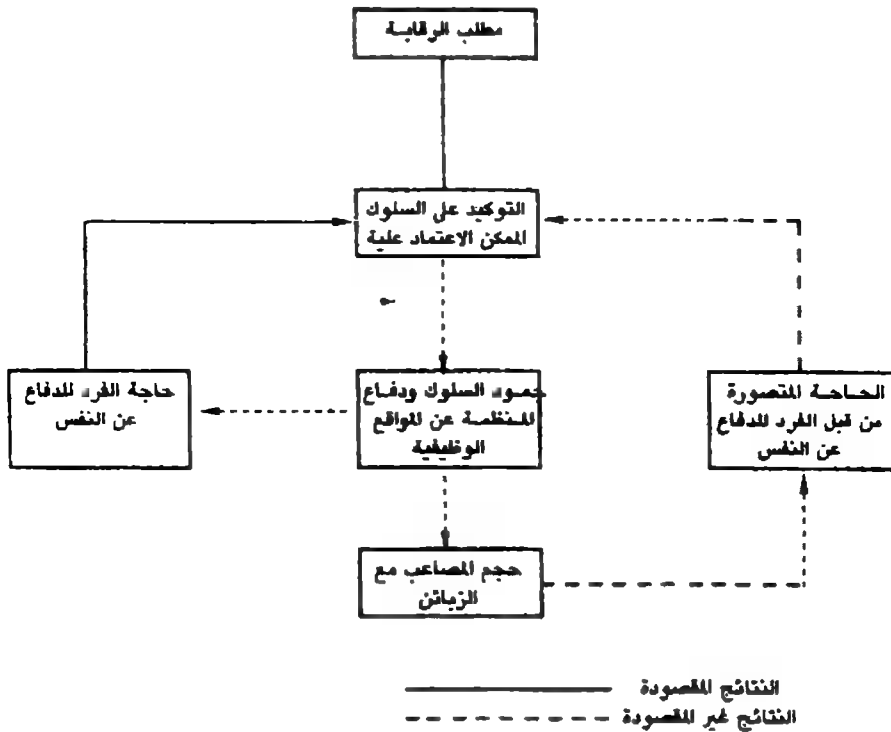 مطلب الرقابة
التوكيد على السلوك
الممكن الاعتماد علية
الحاجة المتصورة
من قبل الفرد للدفاع
عن النفس
جمود السلوك ودفاع
المنظمة عن المواقع
الوظيفية
حاجة الفرد للدفاع
عن النفس
حجم المصاعب مع
الزبائن
النتائج المقصودة
النتائج غير المقصودة